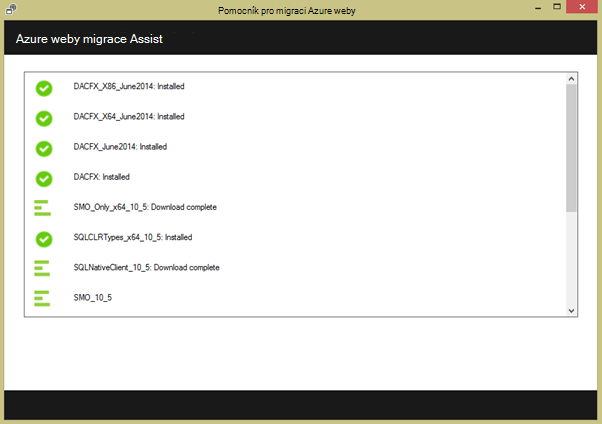 Pomocník pro migraci Azure weby
Azure weby migrace Assist
DACFX_X86_June2014: Installed
DACFX_X64_June2014: Installed
DACFX_June2014: Installed
DACFX: Installed
SMO_Only_x64_10_5: Download complete
SQLCLRTypes_x64_10_5: Installed
SQLNativeClient_10_5: Download complete
SMO_10_5